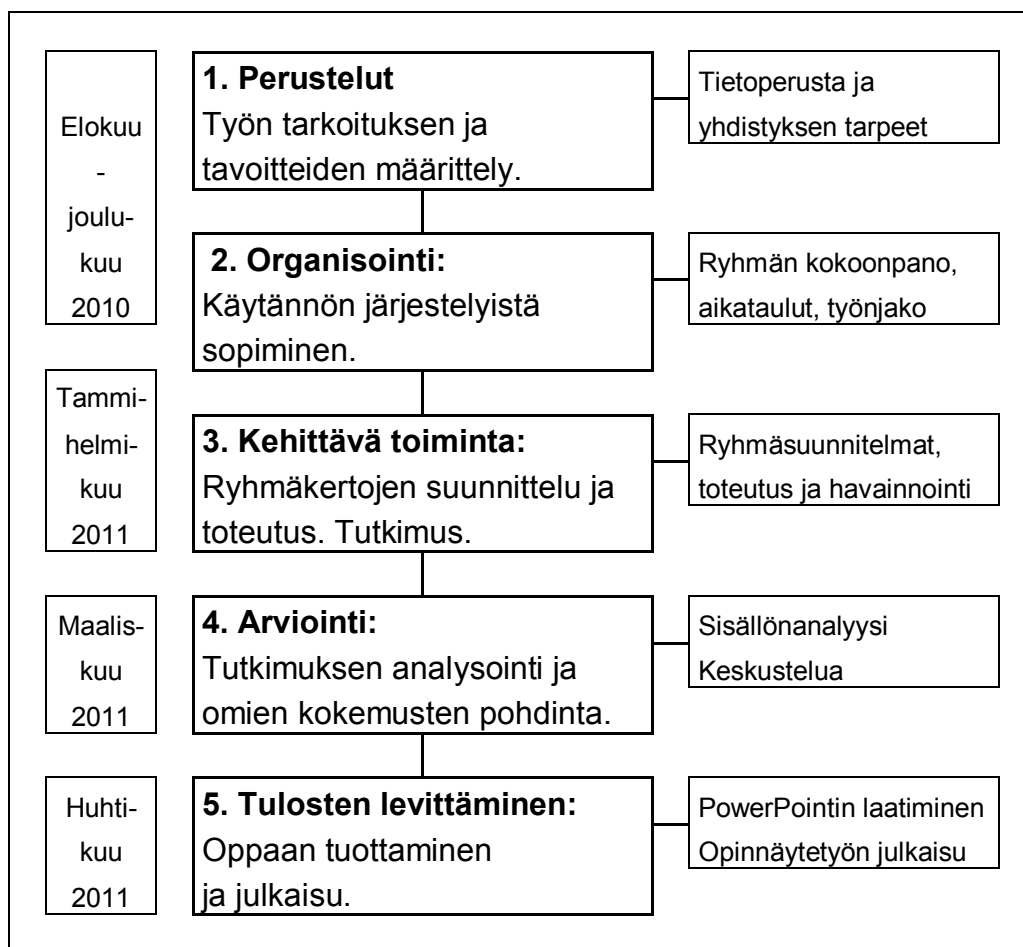 Elokuu
-
joulu-
kuu
2010
1. Perustelut
Työn tarkoituksen ja
tavoitteiden määrittely.
Tietoperusta ja
yhdistyksen tarpeet
2. Organisointi:
Käytännön järjestelyistä
sopiminen.
Ryhmän kokoonpano,
aikataulut, työnjako
Tammi-
helmi-
kuu
2011
3. Kehittävä toiminta:
Ryhmäkertojen suunnittelu ja
toteutus. Tutkimus.
Ryhmäsuunnitelmat,
toteutus ja havainnointi
Maalis-
kuu
2011
4. Arviointi:
Tutkimuksen analysointi ja
omien kokemusten pohdinta.
Sisällönanalyysi
Keskustelua
Huhti-
kuu
2011
5. Tulosten levittäminen:
Oppaan tuottaminen
ja julkaisu.
PowerPointin laatiminen
Opinnäytetyön julkaisu